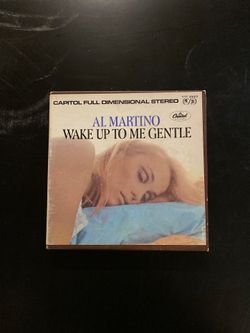 CAPITOL FULL DIMENSIONAL STEREO
AL MARTINO
Capitol
WAKE UP TO ME GENTLE